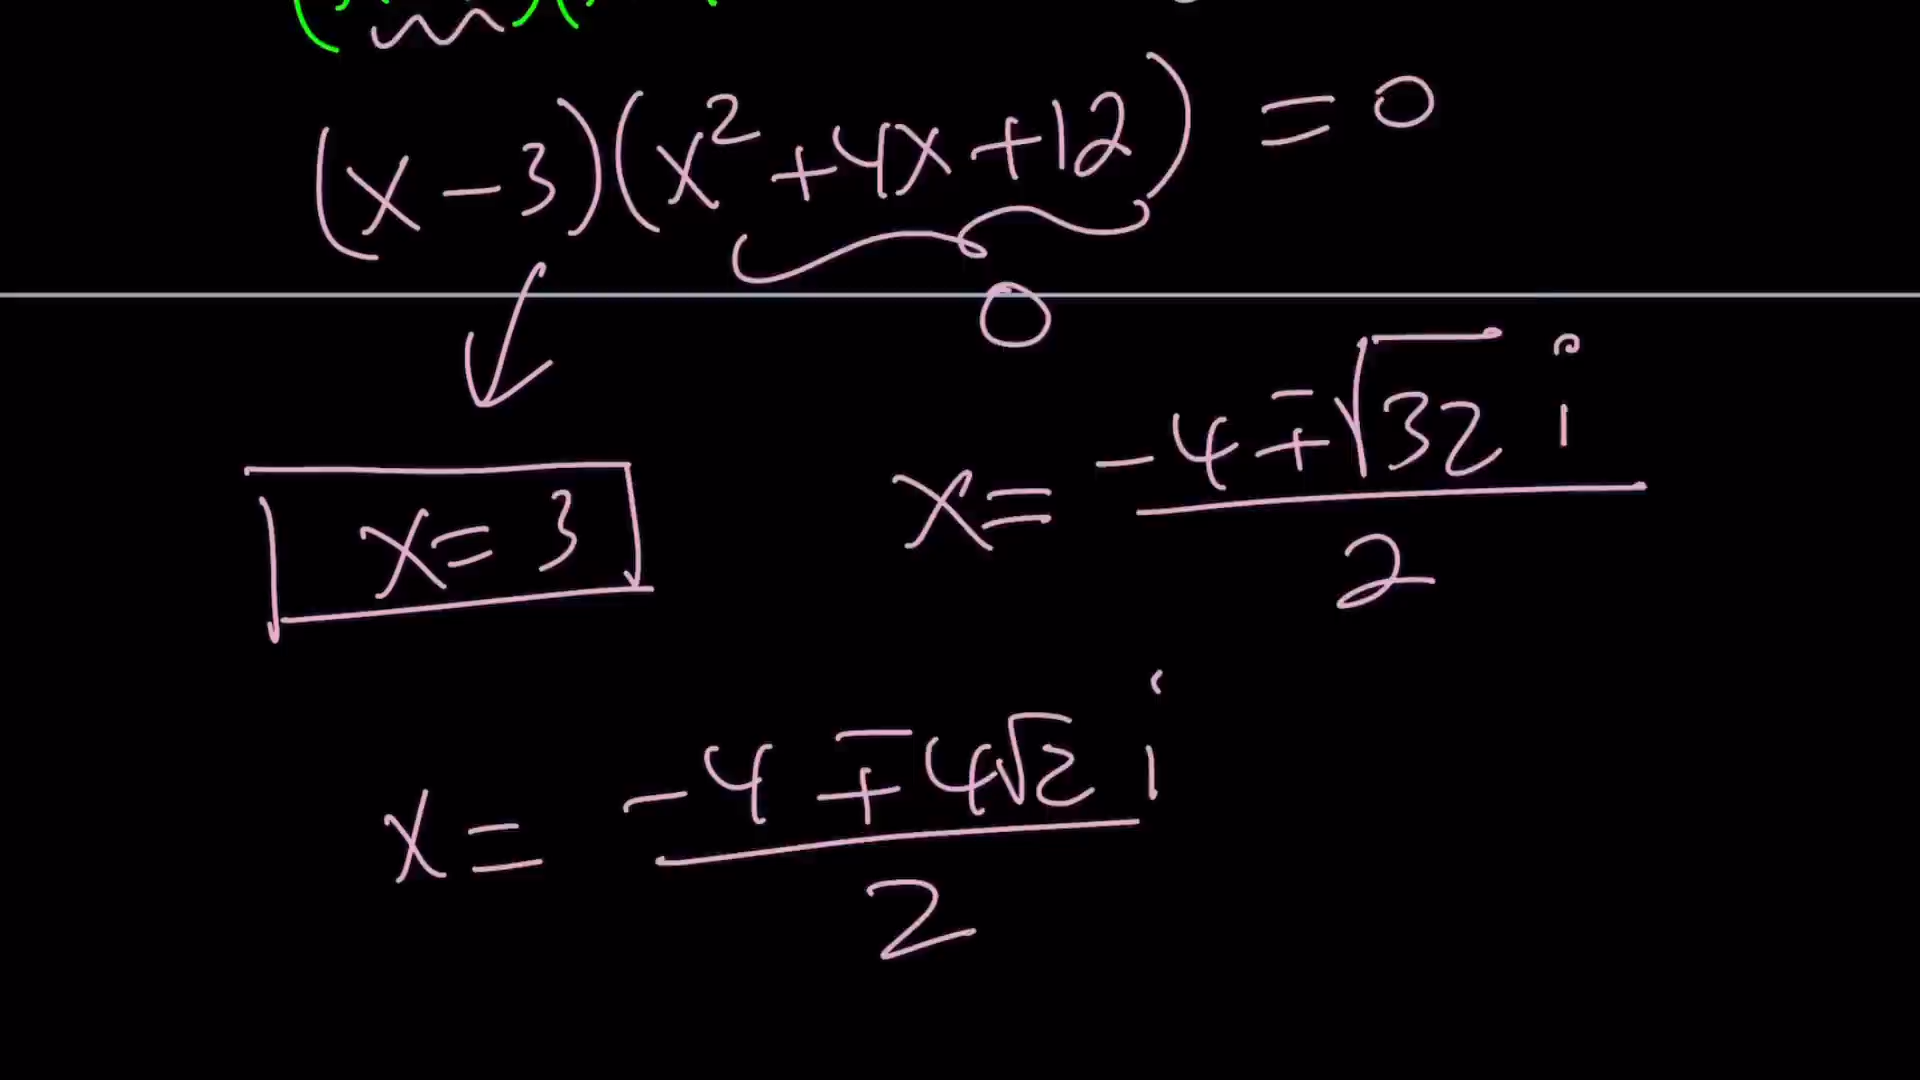 (x-3)(x²+4x+12) = 0
0
x = 3
x = (-4 ∓ √32 i)/2
x = (-4 ∓ 4√2 i)/2